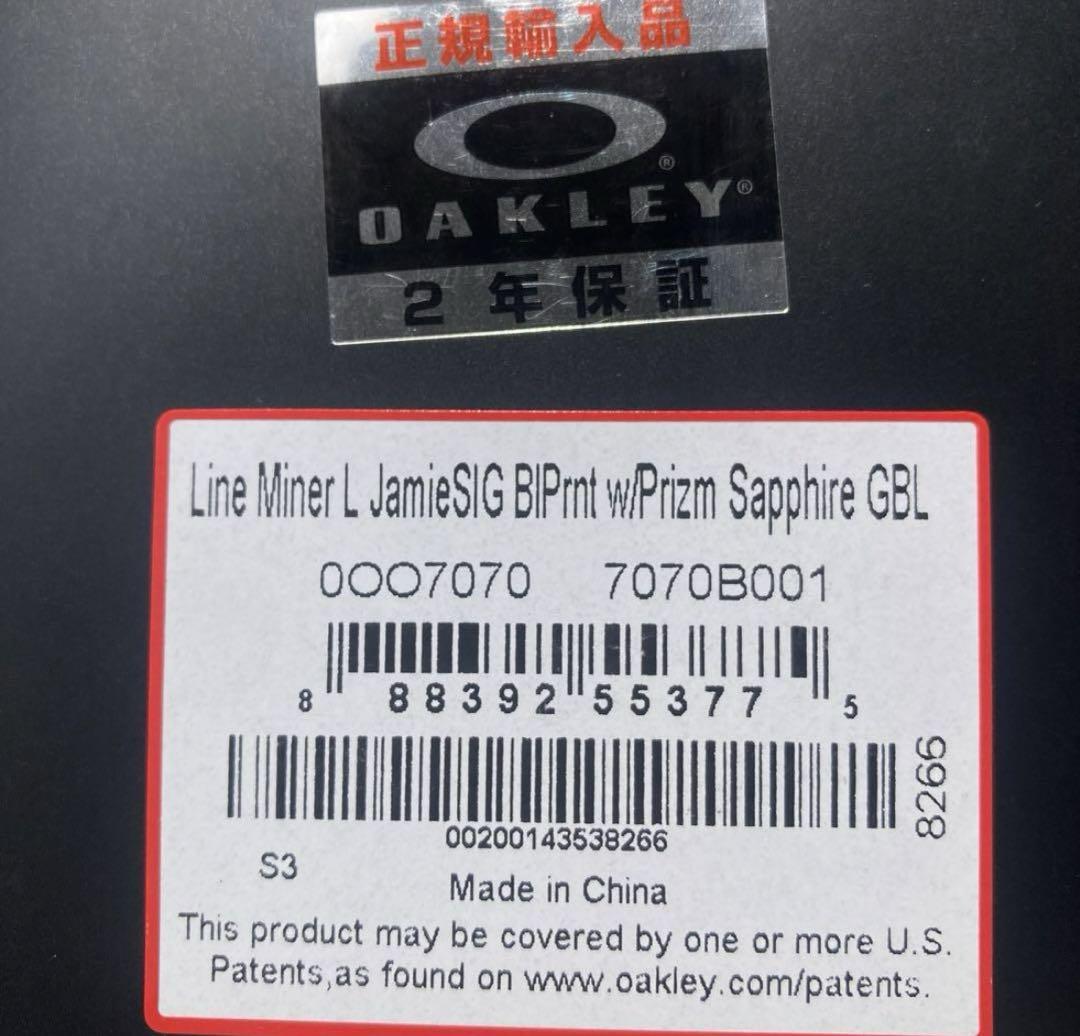 正規輸入品
OAKLEY®
2年保証
Line Miner L JamieSIG BlPrnt w/Prizm Sapphire GBL
0OO7070 7070B001
8 88392 55377 5
00200143538266
8266
S3
Made in China
This product may be covered by one or more U.S.
Patents,as found on www.oakley.com/patents.